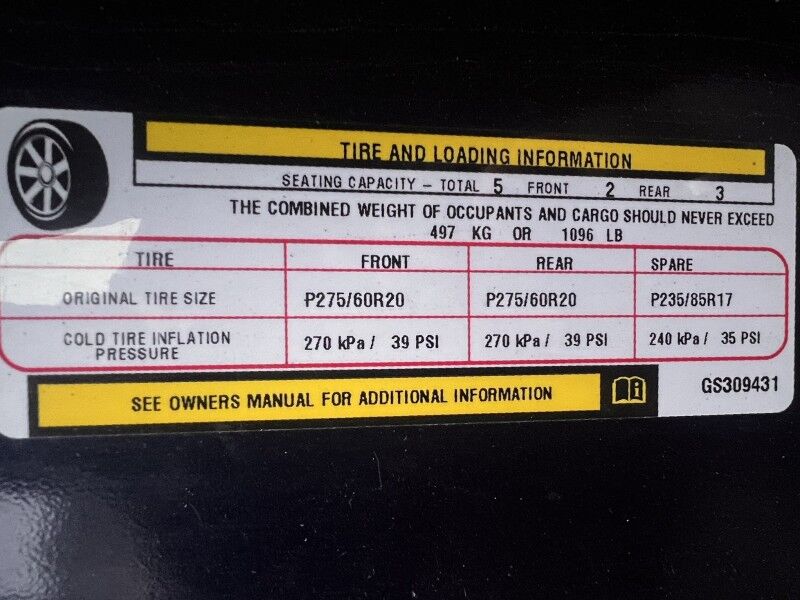 TIRE AND LOADING INFORMATION
SEATING CAPACITY – TOTAL 5 FRONT 2 REAR 3
THE COMBINED WEIGHT OF OCCUPANTS AND CARGO SHOULD NEVER EXCEED
497 KG OR 1096 LB
TIRE FRONT REAR SPARE
ORIGINAL TIRE SIZE P275/60R20 P275/60R20 P235/85R17
COLD TIRE INFLATION PRESSURE 270 kPa / 39 PSI 270 kPa / 39 PSI 240 kPa / 35 PSI
SEE OWNERS MANUAL FOR ADDITIONAL INFORMATION
GS309431